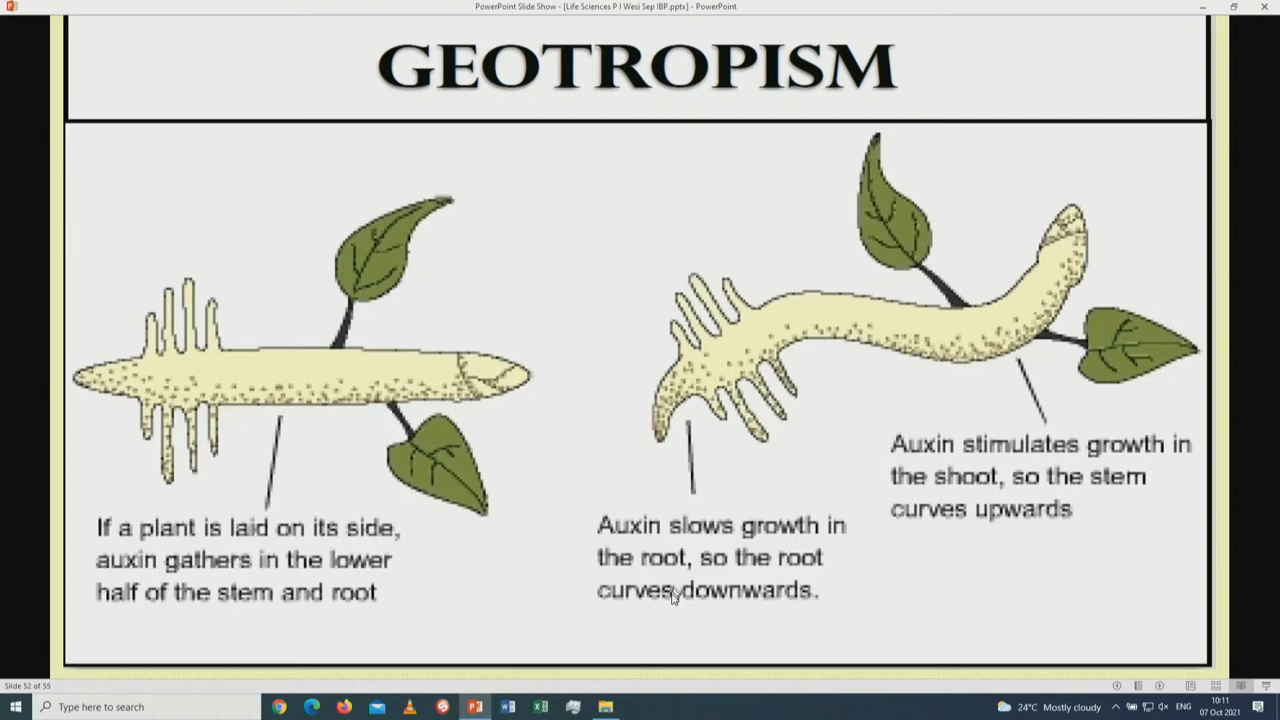 PowerPoint Slide Show - [Life Sciences P I Wesi Sep IBP.pptx] - PowerPoint
GEOTROPISM
If a plant is laid on its side,
auxin gathers in the lower
half of the stem and root
Auxin slows growth in
the root, so the root
curves downwards.
Auxin stimulates growth in
the shoot, so the stem
curves upwards
Slide 52 of 55
Type here to search
24°C Mostly cloudy
ENG
10:11
07 Oct 2021